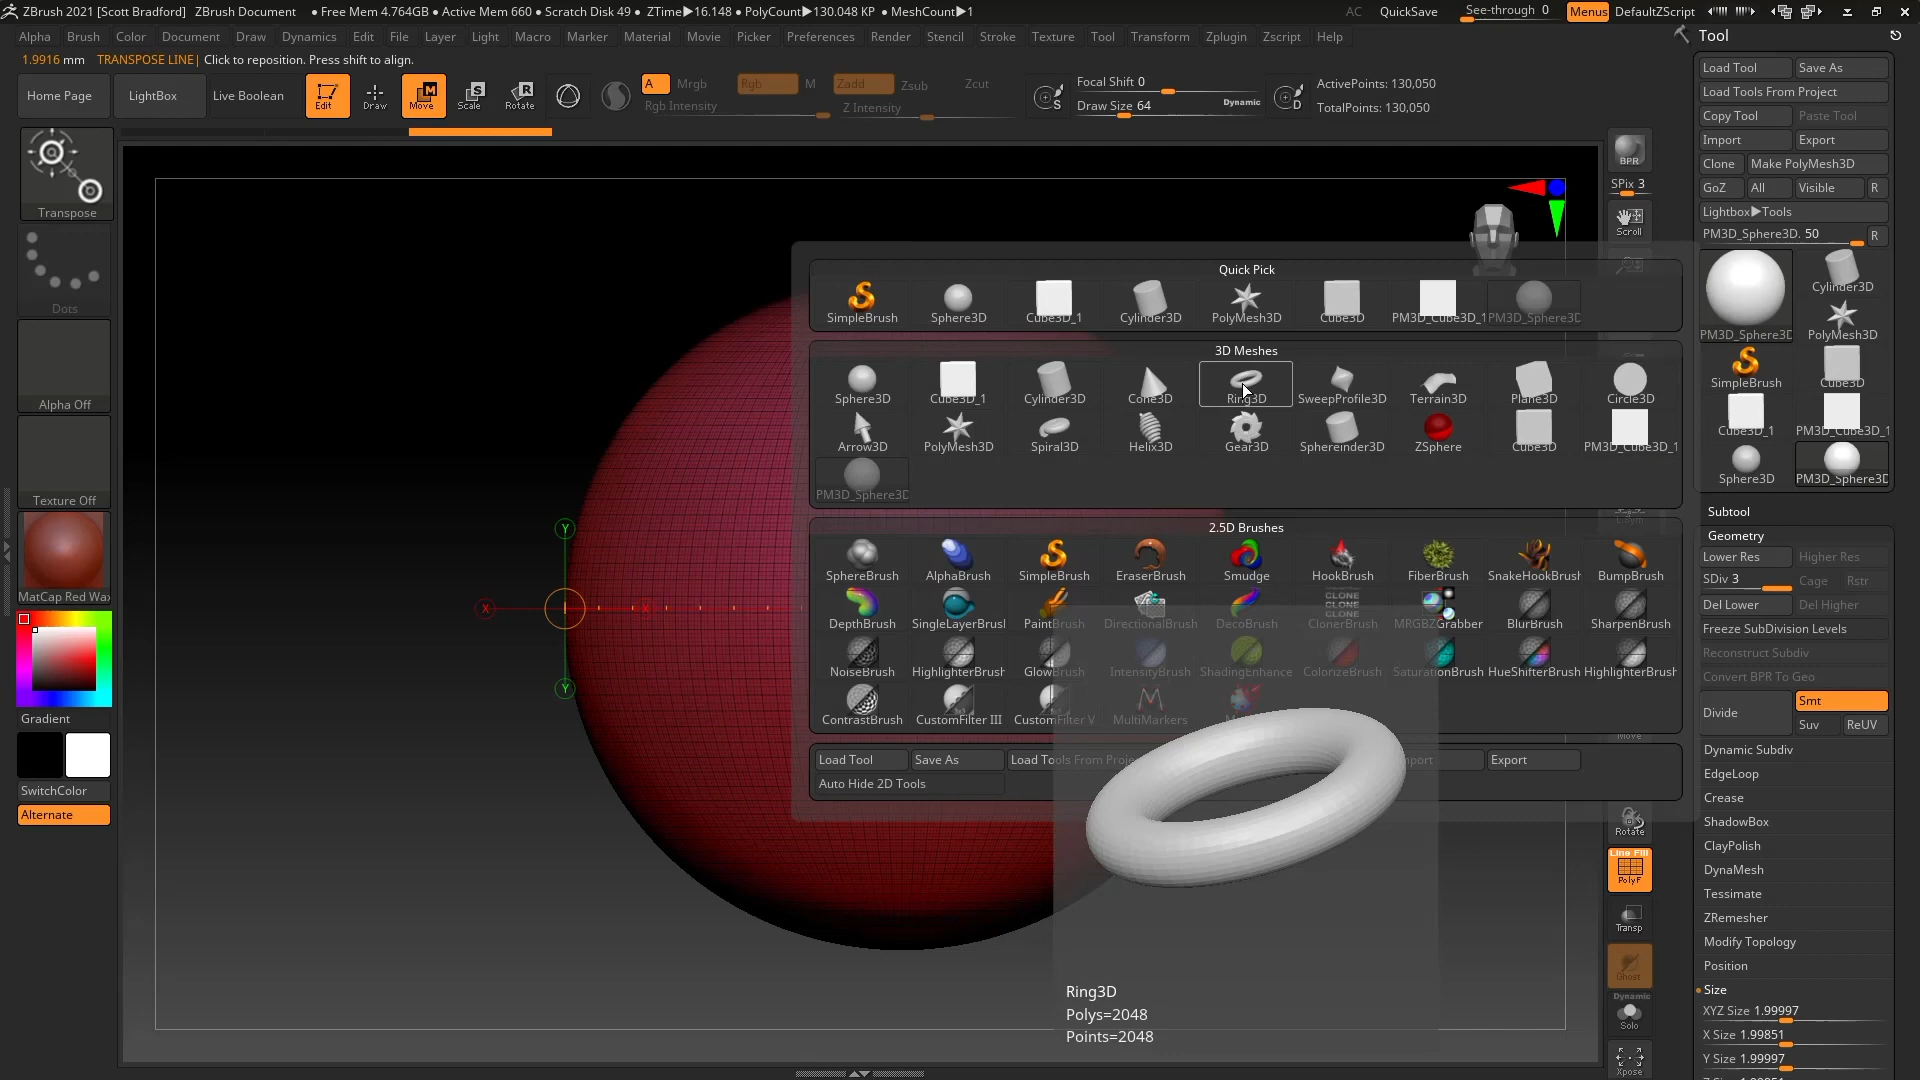 ZBrush 2021 [Scott Bradford] ZBrush Document • Free Mem 4.764GB • Active Mem 660 • Scratch Disk 49 • ZTime▶16.148 • PolyCount▶130.048 KP • MeshCount▶1 AC QuickSave See-through 0 Menus DefaultZScript
Alpha Brush Color Document Draw Dynamics Edit File Layer Light Macro Marker Material Movie Picker Preferences Render Stencil Stroke Texture Tool Transform Zplugin Zscript Help
1.9916 mm TRANSPOSE LINE| Click to reposition. Press shift to align.
Home Page LightBox Live Boolean Edit Draw Move Scale Rotate
A Mrgb Rgb M Zadd Zsub Zcut
Rgb Intensity Z Intensity
Focal Shift 0
Draw Size 64 Dynamic
ActivePoints: 130,050
TotalPoints: 130,050
Transpose
Dots
Alpha Off
Texture Off
MatCap Red Wax
Gradient
SwitchColor
Alternate
Y
X
X
Y
Quick Pick
SimpleBrush Sphere3D Cube3D_1 Cylinder3D PolyMesh3D Cube3D PM3D_Cube3D_1 PM3D_Sphere3D
3D Meshes
Sphere3D Cube3D_1 Cylinder3D Cone3D Ring3D SweepProfile3D Terrain3D Plane3D Circle3D
Arrow3D PolyMesh3D Spiral3D Helix3D Gear3D Sphereinder3D ZSphere Cube3D PM3D_Cube3D_1
PM3D_Sphere3D
2.5D Brushes
SphereBrush AlphaBrush SimpleBrush EraserBrush Smudge HookBrush FiberBrush SnakeHookBrush BumpBrush
DepthBrush SingleLayerBrush PaintBrush DirectionalBrush DecoBrush ClonerBrush MRGBZGrabber BlurBrush SharpenBrush
NoiseBrush HighlighterBrush GlowBrush IntensityBrush ShadingEnhance ColorizeBrush SaturationBrush HueShifterBrush HighlighterBrush
ContrastBrush CustomFilter III CustomFilter V MultiMarkers
Load Tool Save As Load Tools From Proje port Export
Auto Hide 2D Tools
Ring3D
Polys=2048
Points=2048
BPR
SPix 3
Scroll
Move
Rotate
Line Fill
PolyF
Transp
Ghost
Dynamic
Solo
Xpose
Tool
Load Tool Save As
Load Tools From Project
Copy Tool Paste Tool
Import Export
Clone Make PolyMesh3D
GoZ All Visible R
Lightbox▶Tools
PM3D_Sphere3D. 50 R
Cylinder3D
PM3D_Sphere3D PolyMesh3D
SimpleBrush Cube3D
Cube3D_1 PM3D_Cube3D_1
Sphere3D PM3D_Sphere3D
Subtool
Geometry
Lower Res Higher Res
SDiv 3 Cage Rstr
Del Lower Del Higher
Freeze SubDivision Levels
Reconstruct Subdiv
Convert BPR To Geo
Divide Smt
Suv ReUV
Dynamic Subdiv
EdgeLoop
Crease
ShadowBox
ClayPolish
DynaMesh
Tessimate
ZRemesher
Modify Topology
Position
Size
XYZ Size 1.99997
X Size 1.99851
Y Size 1.99997